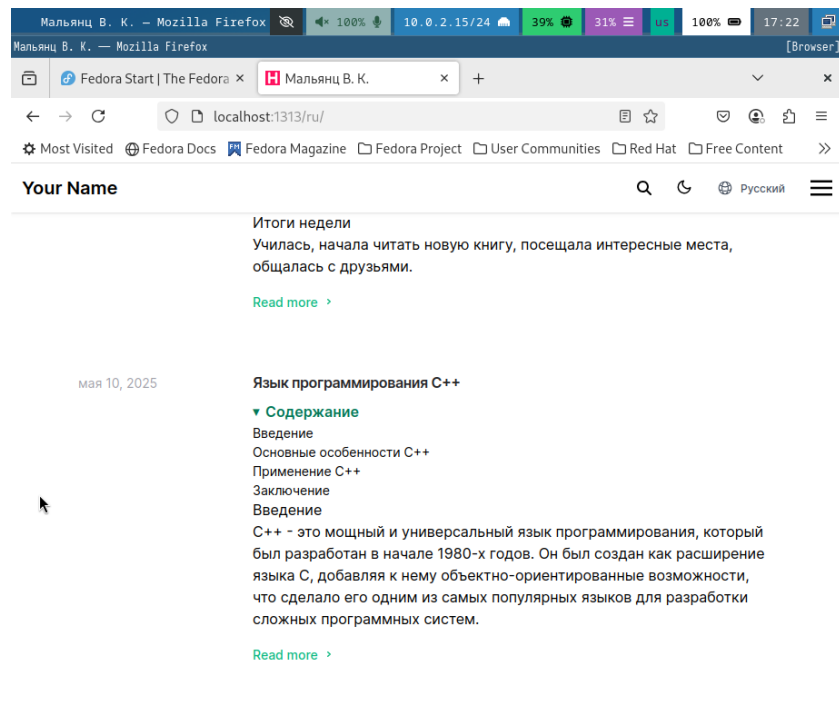 Мальянц В. К. — Mozilla Firefox 100% 10.0.2.15/24 39% 31% us 100% 17:22
Мальянц В. К. — Mozilla Firefox [Browser]
Fedora Start | The Fedora Мальянц В. К.
localhost:1313/ru/
Most Visited Fedora Docs Fedora Magazine Fedora Project User Communities Red Hat Free Content
Your Name Русский
Итоги недели
Училась, начала читать новую книгу, посещала интересные места,
общалась с друзьями.
Read more
мая 10, 2025 Язык программирования C++
Содержание
Введение
Основные особенности C++
Применение C++
Заключение
Введение
C++ - это мощный и универсальный язык программирования, который
был разработан в начале 1980-х годов. Он был создан как расширение
языка C, добавляя к нему объектно-ориентированные возможности,
что сделало его одним из самых популярных языков для разработки
сложных программных систем.
Read more